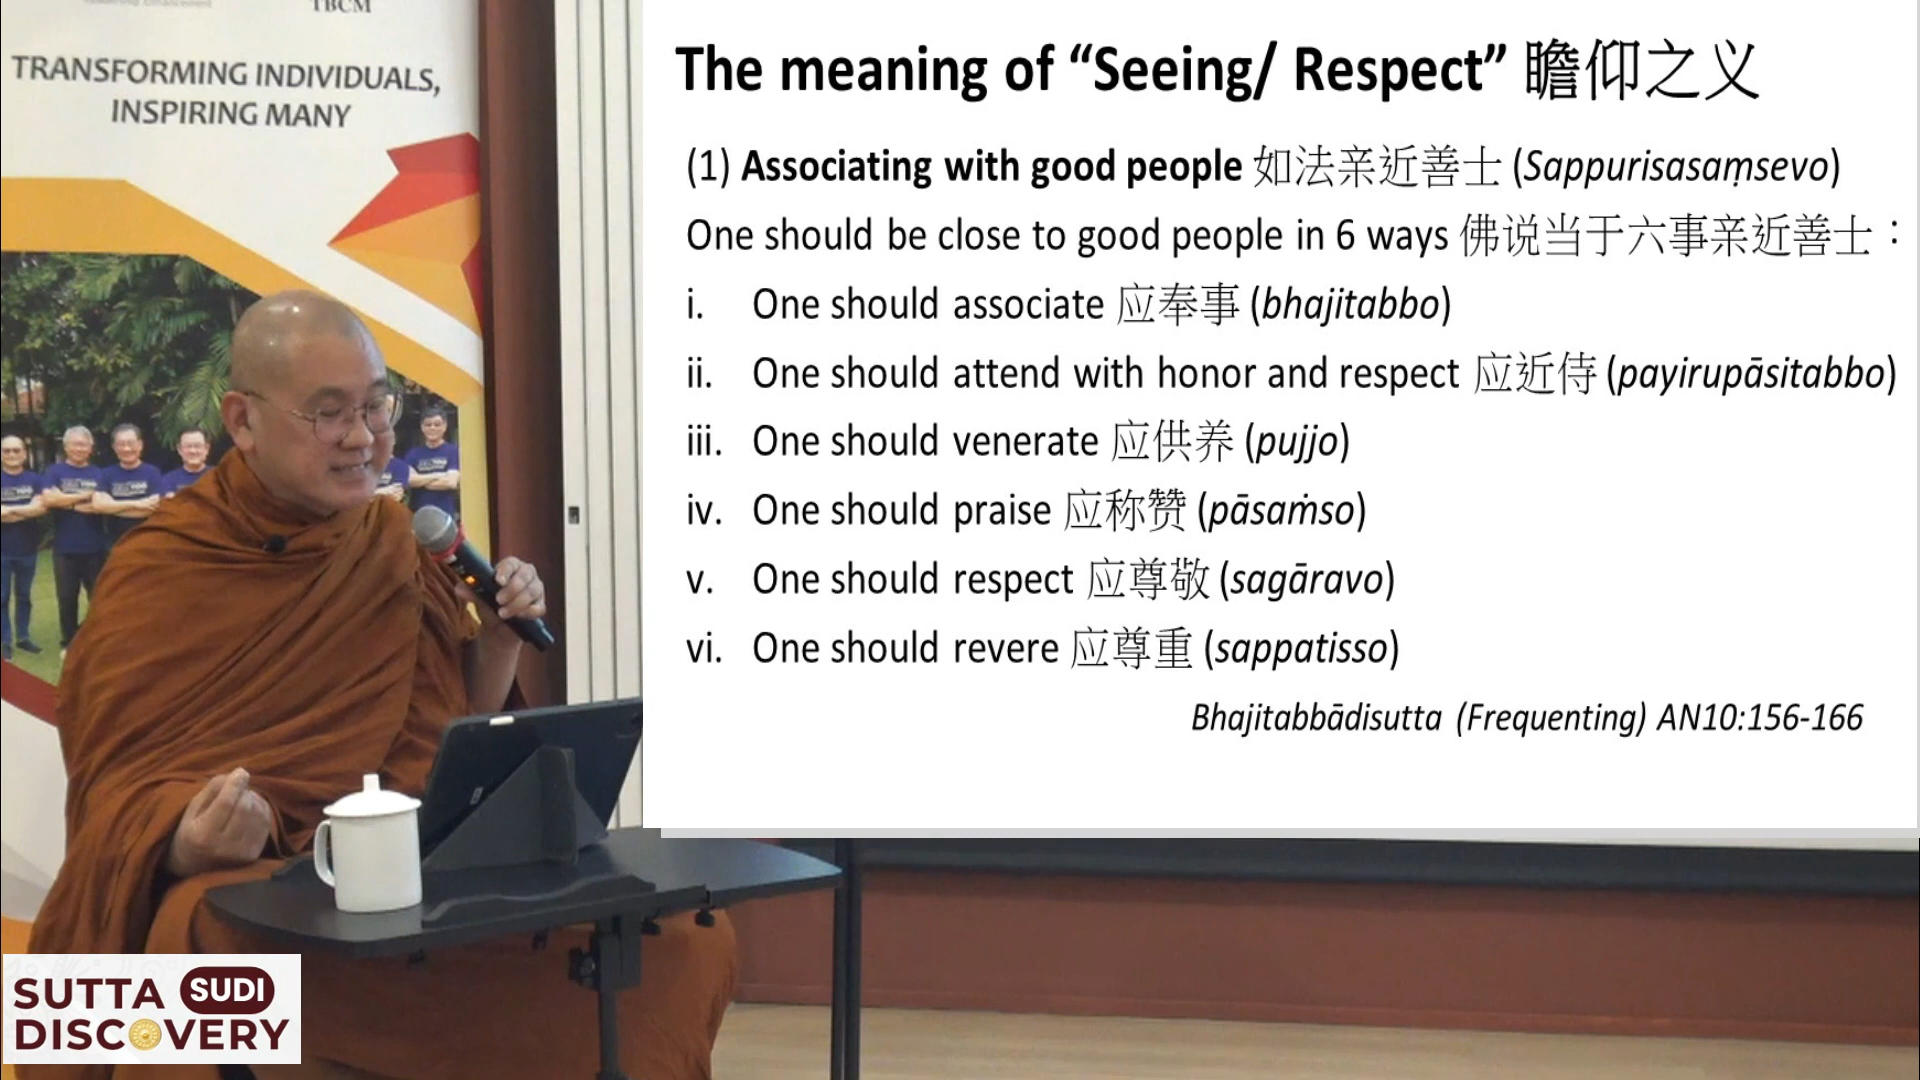 TBCM
TRANSFORMING INDIVIDUALS,
INSPIRING MANY
The meaning of “Seeing/ Respect” 瞻仰之义
(1) Associating with good people 如法亲近善士 (Sappurisasaṃsevo)
One should be close to good people in 6 ways 佛说当于六事亲近善士：
i. One should associate 应奉事 (bhajitabbo)
ii. One should attend with honor and respect 应近侍 (payirupāsitabbo)
iii. One should venerate 应供养 (pujjo)
iv. One should praise 应称赞 (pāsaṁso)
v. One should respect 应尊敬 (sagāravo)
vi. One should revere 应尊重 (sappatisso)
Bhajitabbādisutta (Frequenting) AN10:156-166
SUTTA SUDI
DISCOVERY